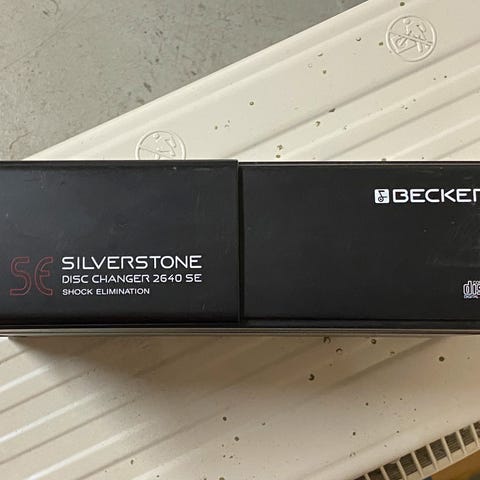 BECKER
SE SILVERSTONE
DISC CHANGER 2640 SE
SHOCK ELIMINATION